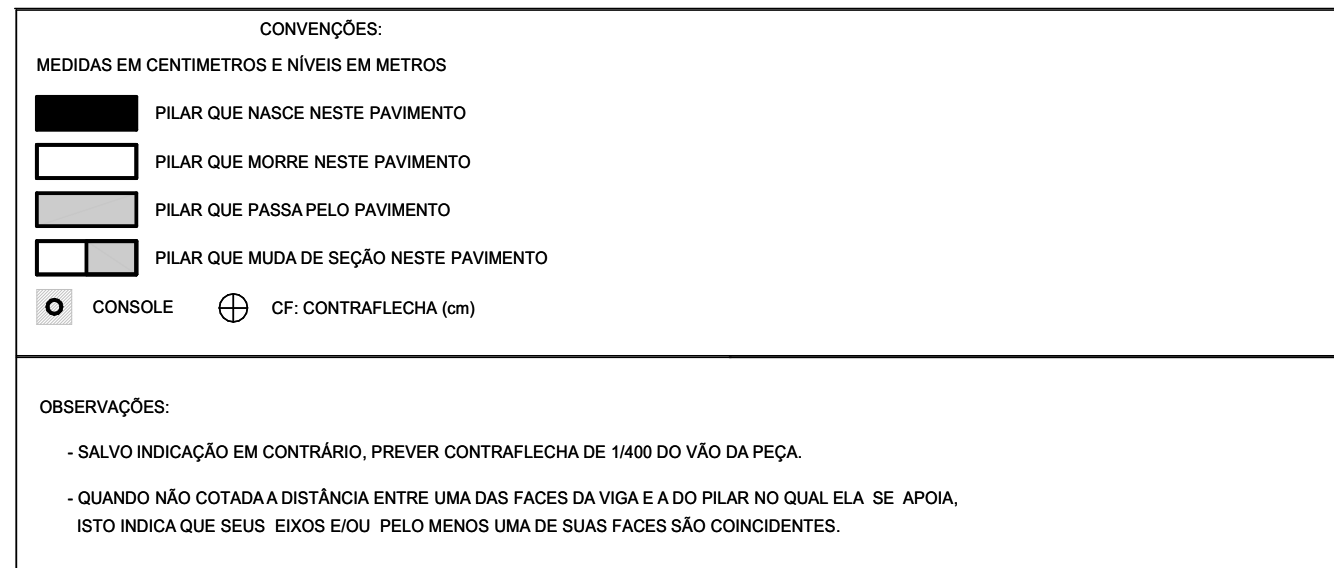 CONVENÇÕES:
MEDIDAS EM CENTIMETROS E NÍVEIS EM METROS
PILAR QUE NASCE NESTE PAVIMENTO
PILAR QUE MORRE NESTE PAVIMENTO
PILAR QUE PASSA PELO PAVIMENTO
PILAR QUE MUDA DE SEÇÃO NESTE PAVIMENTO
CONSOLE CF: CONTRAFLECHA (cm)
OBSERVAÇÕES:
- SALVO INDICAÇÃO EM CONTRÁRIO, PREVER CONTRAFLECHA DE 1/400 DO VÃO DA PEÇA.
- QUANDO NÃO COTADA A DISTÂNCIA ENTRE UMA DAS FACES DA VIGA E A DO PILAR NO QUAL ELA SE APOIA,
ISTO INDICA QUE SEUS EIXOS E/OU PELO MENOS UMA DE SUAS FACES SÃO COINCIDENTES.